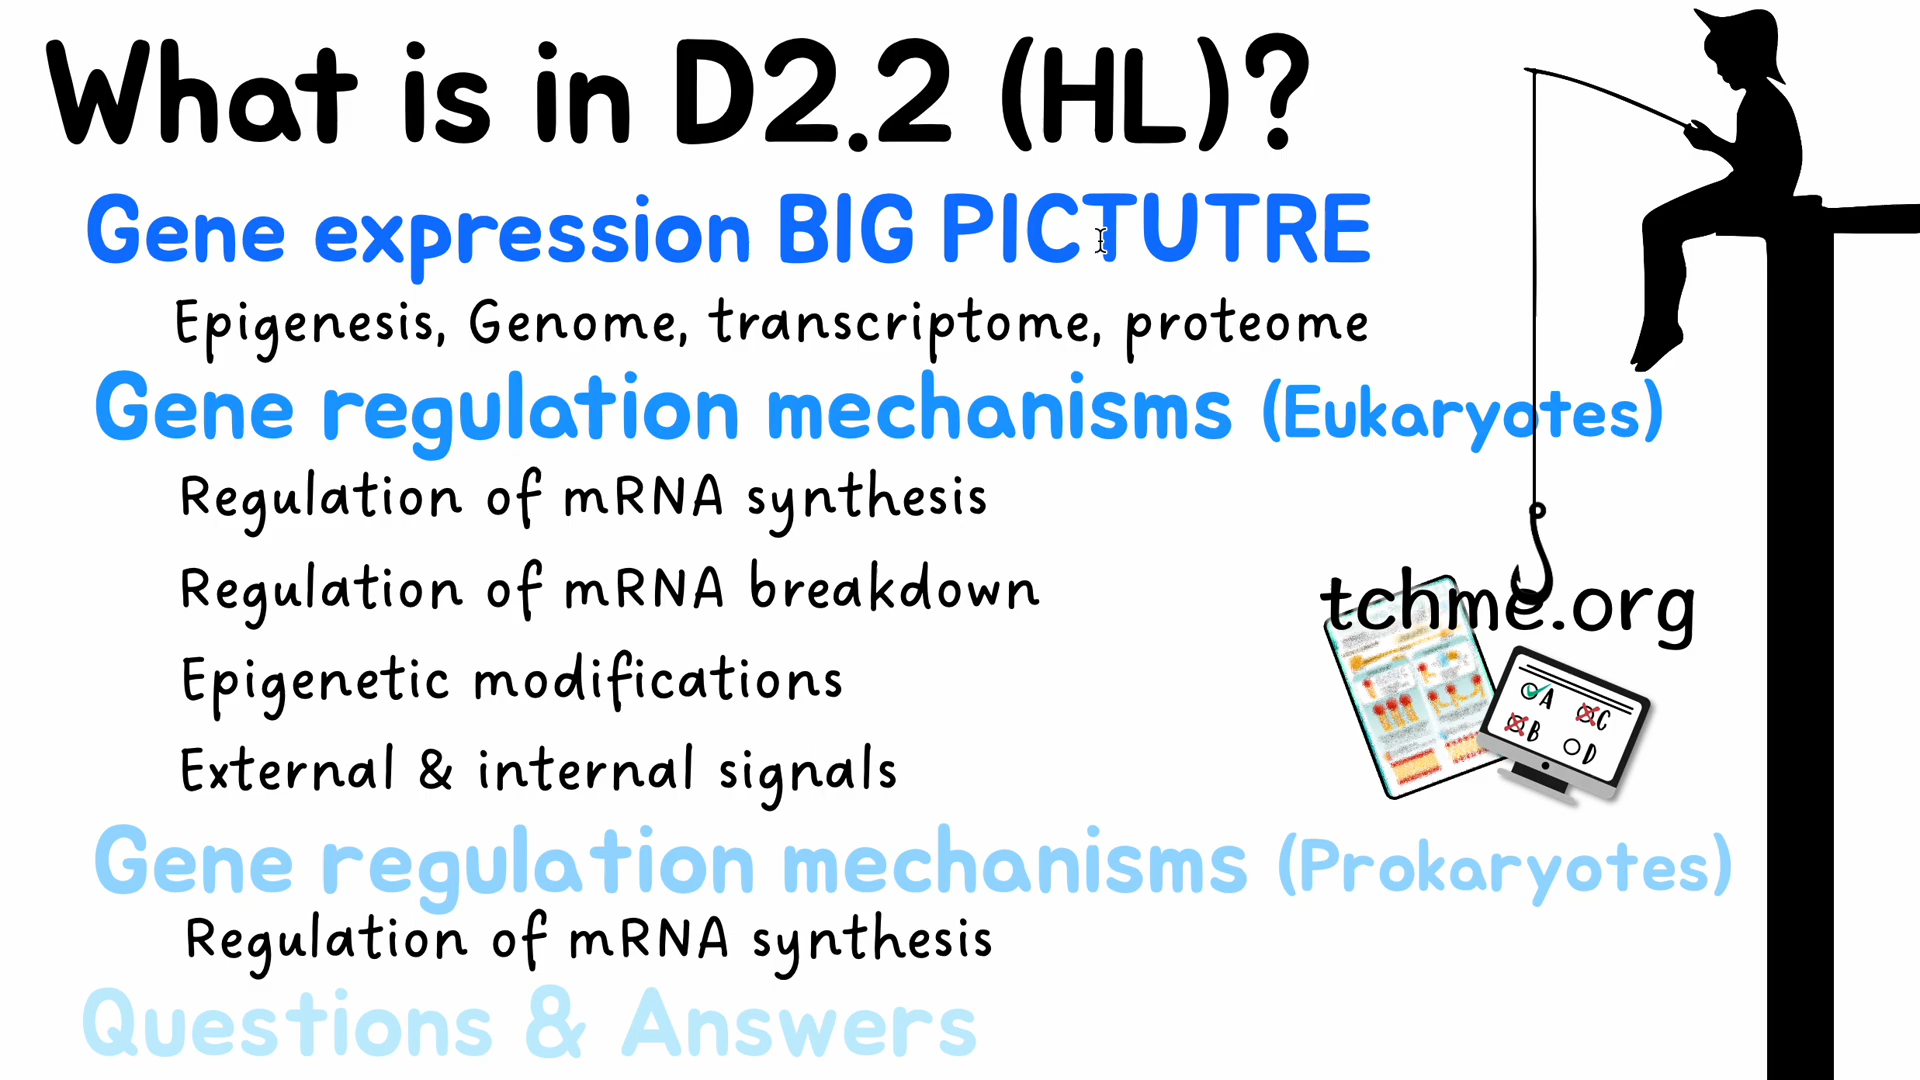 What is in D2.2 (HL)?
Gene expression BIG PICTUTRE
Epigenesis, Genome, transcriptome, proteome
Gene regulation mechanisms (Eukaryotes)
Regulation of mRNA synthesis
Regulation of mRNA breakdown
Epigenetic modifications
External & internal signals
tchme.org
A
C
B
D
Gene regulation mechanisms (Prokaryotes)
Regulation of mRNA synthesis
Questions & Answers